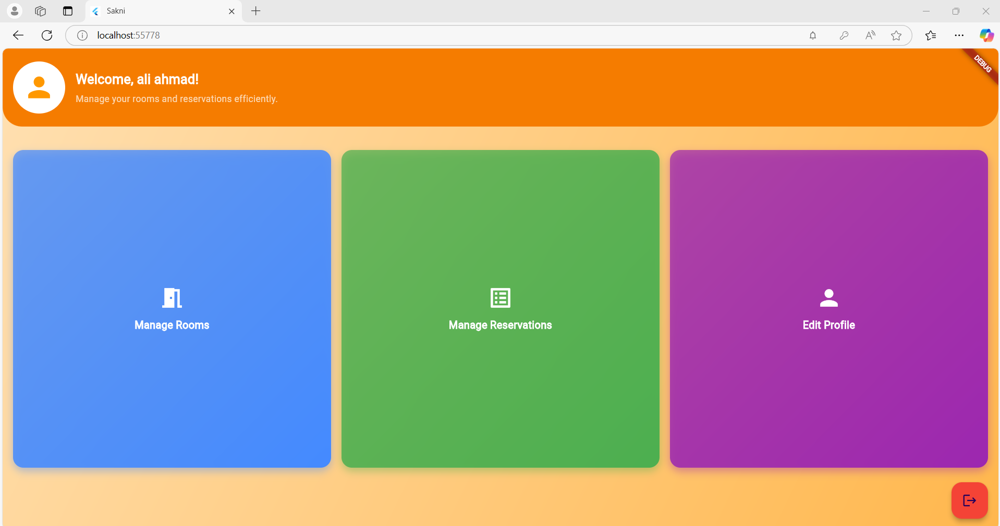 Sakni
localhost:55778
DEBUG
Welcome, ali ahmad!
Manage your rooms and reservations efficiently.
Manage Rooms
Manage Reservations
Edit Profile